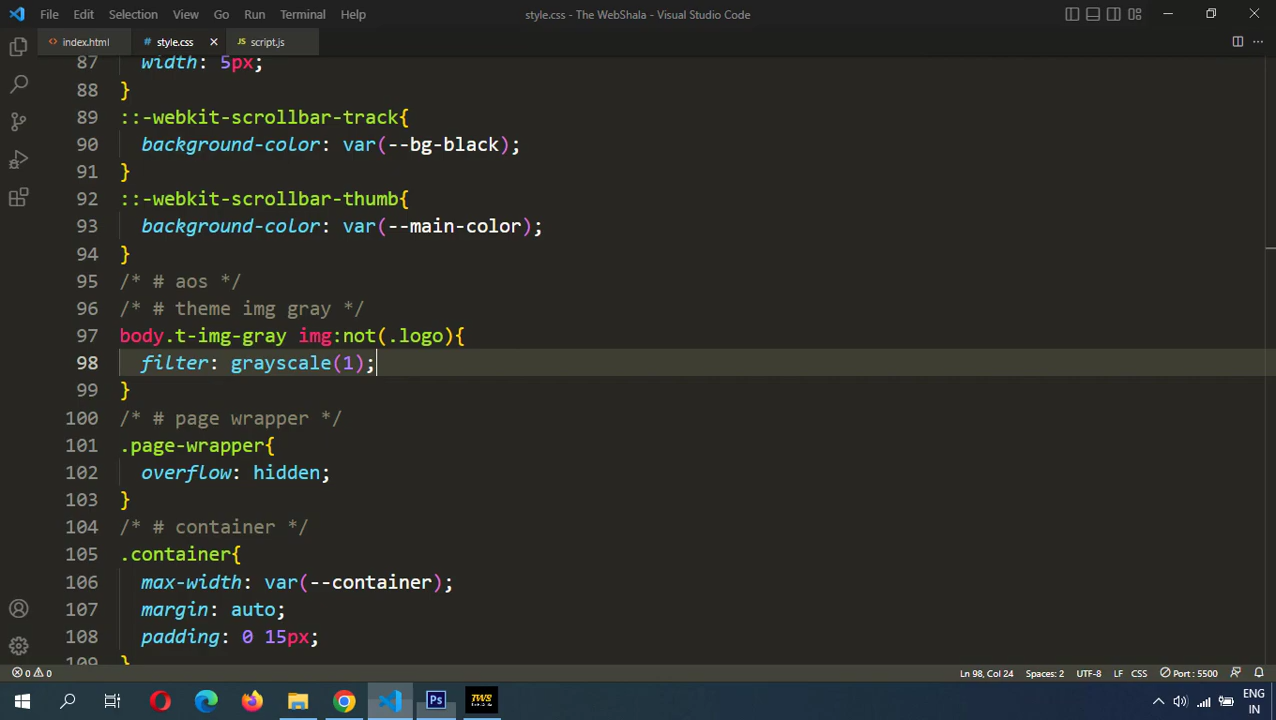 File Edit Selection View Go Run Terminal Help style.css - The WebShala - Visual Studio Code
index.html # style.css script.js
87 width: 5px;
88 }
89 ::-webkit-scrollbar-track{
90 background-color: var(--bg-black);
91 }
92 ::-webkit-scrollbar-thumb{
93 background-color: var(--main-color);
94 }
95 /* # aos */
96 /* # theme img gray */
97 body.t-img-gray img:not(.logo){
98 filter: grayscale(1);
99 }
100 /* # page wrapper */
101 .page-wrapper{
102 overflow: hidden;
103 }
104 /* # container */
105 .container{
106 max-width: var(--container);
107 margin: auto;
108 padding: 0 15px;
109 }
0 0 Ln 98, Col 24 Spaces: 2 UTF-8 LF CSS Port : 5500
Ps TWS ENG
IN